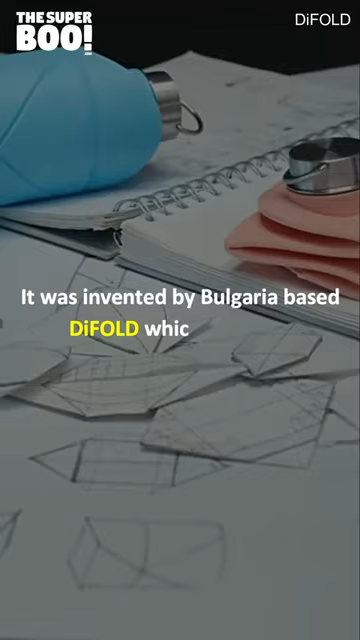 THE SUPER
BOO!
DiFOLD
It was invented by Bulgaria based
DiFOLD whic